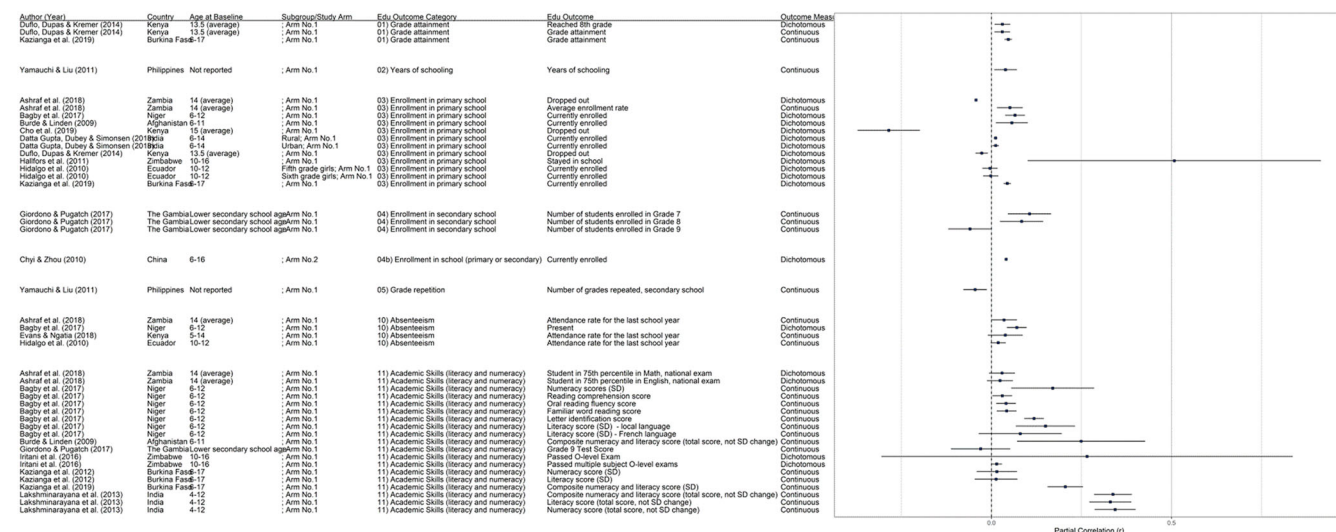 Author (Year) Country Age at Baseline Subgroup/Study Arm Edu Outcome Category Edu Outcome Outcome Meas
Duflo, Dupas & Kremer (2014) Kenya 13.5 (average) ; Arm No.1 01) Grade attainment Reached 8th grade Dichotomous
Duflo, Dupas & Kremer (2014) Kenya 13.5 (average) ; Arm No.1 01) Grade attainment Grade attainment Continuous
Kazianga et al. (2019) Burkina Faso 6-17 ; Arm No.1 01) Grade attainment Grade attainment Continuous
Yamauchi & Liu (2011) Philippines Not reported ; Arm No.1 02) Years of schooling Years of schooling Continuous
Ashraf et al. (2018) Zambia 14 (average) ; Arm No.1 03) Enrollment in primary school Dropped out Dichotomous
Ashraf et al. (2018) Zambia 14 (average) ; Arm No.1 03) Enrollment in primary school Average enrollment rate Continuous
Bagby et al. (2017) Niger 6-12 ; Arm No.1 03) Enrollment in primary school Currently enrolled Dichotomous
Burde & Linden (2009) Afghanistan 6-11 ; Arm No.1 03) Enrollment in primary school Currently enrolled Dichotomous
Cho et al. (2019) Kenya 15 (average) ; Arm No.1 03) Enrollment in primary school Dropped out Dichotomous
Datta Gupta, Dubey & Simonsen (2018) India 6-14 Rural; Arm No.1 03) Enrollment in primary school Currently enrolled Dichotomous
Datta Gupta, Dubey & Simonsen (2018) India 6-14 Urban; Arm No.1 03) Enrollment in primary school Currently enrolled Dichotomous
Duflo, Dupas & Kremer (2014) Kenya 13.5 (average) ; Arm No.1 03) Enrollment in primary school Dropped out Dichotomous
Hallfors et al. (2011) Zimbabwe 10-16 ; Arm No.1 03) Enrollment in primary school Stayed in school Dichotomous
Hidalgo et al. (2010) Ecuador 10-12 Fifth grade girls; Arm No.1 03) Enrollment in primary school Currently enrolled Dichotomous
Hidalgo et al. (2010) Ecuador 10-12 Sixth grade girls; Arm No.1 03) Enrollment in primary school Currently enrolled Dichotomous
Kazianga et al. (2019) Burkina Faso 6-17 ; Arm No.1 03) Enrollment in primary school Currently enrolled Dichotomous
Giordono & Pugatch (2017) The Gambia Lower secondary school age ; Arm No.1 04) Enrollment in secondary school Number of students enrolled in Grade 7 Continuous
Giordono & Pugatch (2017) The Gambia Lower secondary school age ; Arm No.1 04) Enrollment in secondary school Number of students enrolled in Grade 8 Continuous
Giordono & Pugatch (2017) The Gambia Lower secondary school age ; Arm No.1 04) Enrollment in secondary school Number of students enrolled in Grade 9 Continuous
Chyi & Zhou (2010) China 6-16 ; Arm No.2 04b) Enrollment in school (primary or secondary) Currently enrolled Dichotomous
Yamauchi & Liu (2011) Philippines Not reported ; Arm No.1 05) Grade repetition Number of grades repeated, secondary school Continuous
Ashraf et al. (2018) Zambia 14 (average) ; Arm No.1 10) Absenteeism Attendance rate for the last school year Continuous
Bagby et al. (2017) Niger 6-12 ; Arm No.1 10) Absenteeism Present Dichotomous
Evans & Ngatia (2018) Kenya 5-14 ; Arm No.1 10) Absenteeism Attendance rate for the last school year Continuous
Hidalgo et al. (2010) Ecuador 10-12 ; Arm No.1 10) Absenteeism Attendance rate for the last school year Continuous
Ashraf et al. (2018) Zambia 14 (average) ; Arm No.1 11) Academic Skills (literacy and numeracy) Student in 75th percentile in Math, national exam Dichotomous
Ashraf et al. (2018) Zambia 14 (average) ; Arm No.1 11) Academic Skills (literacy and numeracy) Student in 75th percentile in English, national exam Dichotomous
Bagby et al. (2017) Niger 6-12 ; Arm No.1 11) Academic Skills (literacy and numeracy) Numeracy scores (SD) Continuous
Bagby et al. (2017) Niger 6-12 ; Arm No.1 11) Academic Skills (literacy and numeracy) Reading comprehension score Continuous
Bagby et al. (2017) Niger 6-12 ; Arm No.1 11) Academic Skills (literacy and numeracy) Oral reading fluency score Continuous
Bagby et al. (2017) Niger 6-12 ; Arm No.1 11) Academic Skills (literacy and numeracy) Familiar word reading score Continuous
Bagby et al. (2017) Niger 6-12 ; Arm No.1 11) Academic Skills (literacy and numeracy) Letter identification score Continuous
Bagby et al. (2017) Niger 6-12 ; Arm No.1 11) Academic Skills (literacy and numeracy) Literacy score (SD) - local language Continuous
Bagby et al. (2017) Niger 6-12 ; Arm No.1 11) Academic Skills (literacy and numeracy) Literacy score (SD) - French language Continuous
Burde & Linden (2009) Afghanistan 6-11 ; Arm No.1 11) Academic Skills (literacy and numeracy) Composite numeracy and literacy score (total score, not SD change) Continuous
Giordono & Pugatch (2017) The Gambia Lower secondary school age ; Arm No.1 11) Academic Skills (literacy and numeracy) Grade 9 Test Score Continuous
Iritani et al. (2016) Zimbabwe 10-16 ; Arm No.1 11) Academic Skills (literacy and numeracy) Passed O-level Exam Dichotomous
Iritani et al. (2016) Zimbabwe 10-16 ; Arm No.1 11) Academic Skills (literacy and numeracy) Passed multiple subject O-level exams Dichotomous
Kazianga et al. (2012) Burkina Faso 6-17 ; Arm No.1 11) Academic Skills (literacy and numeracy) Numeracy score (SD) Continuous
Kazianga et al. (2012) Burkina Faso 6-17 ; Arm No.1 11) Academic Skills (literacy and numeracy) Literacy score (SD) Continuous
Kazianga et al. (2019) Burkina Faso 6-17 ; Arm No.1 11) Academic Skills (literacy and numeracy) Composite numeracy and literacy score (SD) Continuous
Lakshminarayana et al. (2013) India 4-12 ; Arm No.1 11) Academic Skills (literacy and numeracy) Composite numeracy and literacy score (total score, not SD change) Continuous
Lakshminarayana et al. (2013) India 4-12 ; Arm No.1 11) Academic Skills (literacy and numeracy) Literacy score (total score, not SD change) Continuous
Lakshminarayana et al. (2013) India 4-12 ; Arm No.1 11) Academic Skills (literacy and numeracy) Numeracy score (total score, not SD change) Continuous
0.0 0.5
Partial Correlation (r)